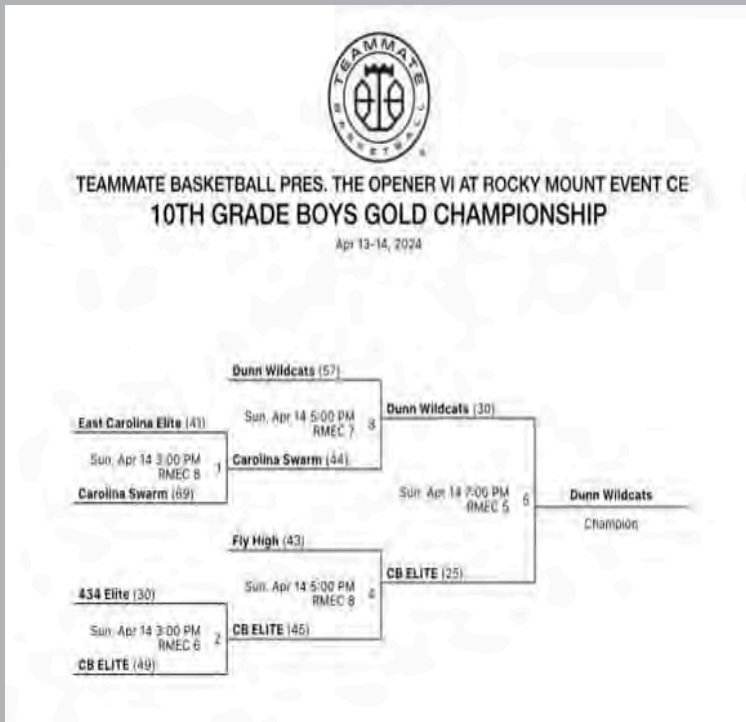 TEAMMATE
BASKETBALL
TEAMMATE BASKETBALL PRES. THE OPENER VI AT ROCKY MOUNT EVENT CE
10TH GRADE BOYS GOLD CHAMPIONSHIP
Apr 13-14, 2024
Dunn Wildcats (57)
East Carolina Elite (41)
Sun, Apr 14 5:00 PM
RMEC 7
3
Dunn Wildcats (30)
Sun, Apr 14 3:00 PM
RMEC 8
1
Carolina Swarm (44)
Carolina Swarm (69)
Sun, Apr 14 7:00 PM
RMEC 5
Dunn Wildcats
Champion
Fly High (43)
434 Elite (30)
Sun, Apr 14 5:00 PM
RMEC 8
4
CB ELITE (25)
Sun, Apr 14 3:00 PM
RMEC 6
2
CB ELITE (45)
CB ELITE (49)